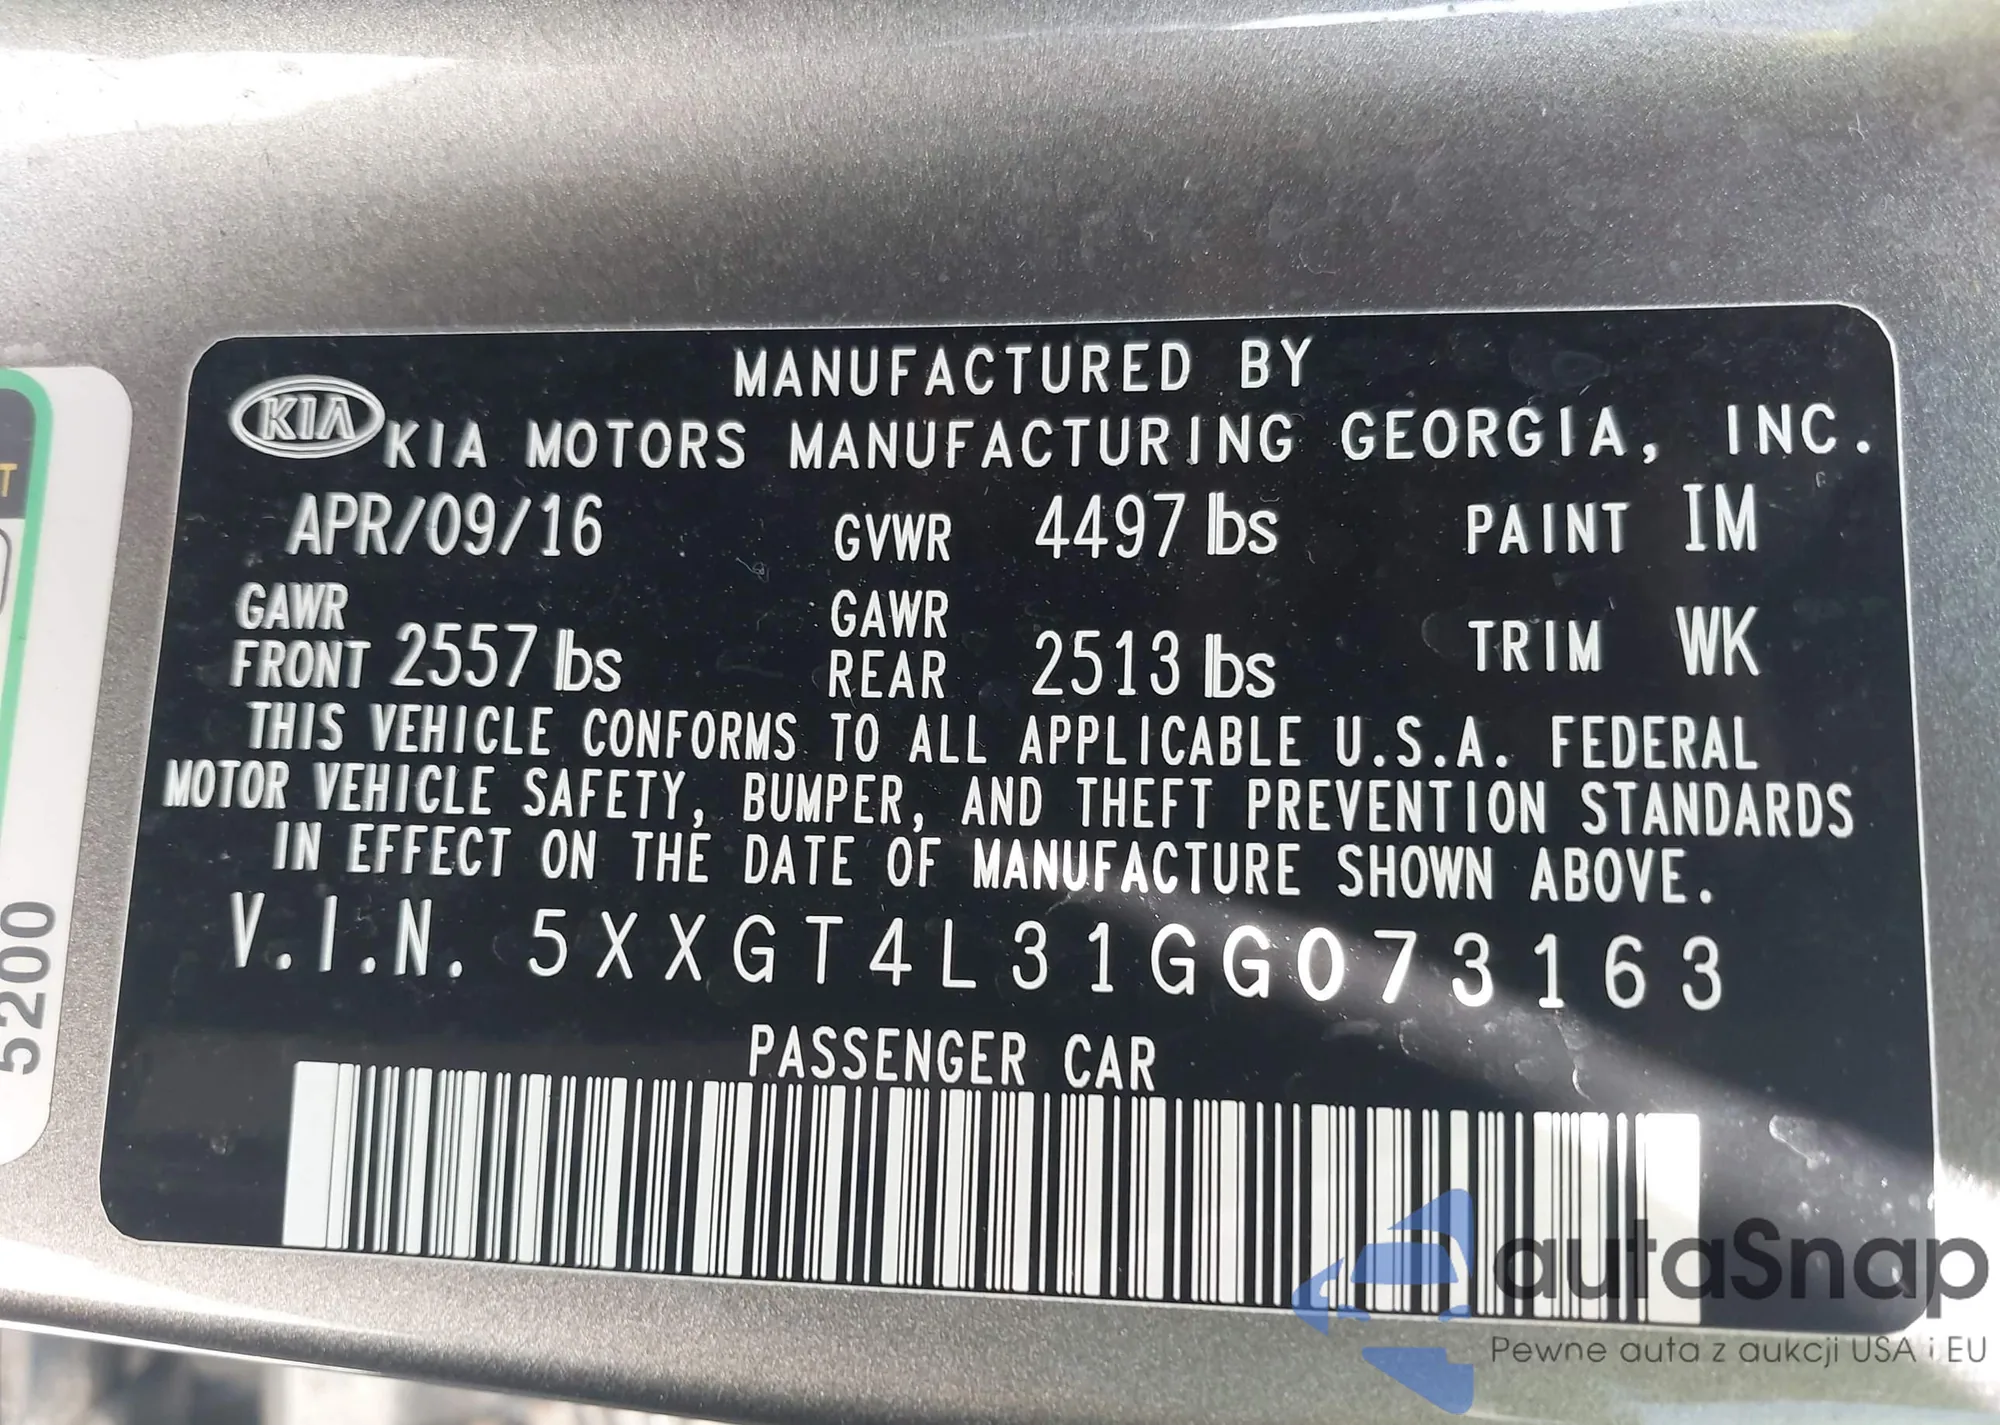 MANUFACTURED BY
KIA KIA MOTORS MANUFACTURING GEORGIA, INC.
APR/09/16 GVWR 4497 lbs PAINT IM
GAWR FRONT 2557 lbs GAWR REAR 2513 lbs TRIM WK
THIS VEHICLE CONFORMS TO ALL APPLICABLE U.S.A. FEDERAL
MOTOR VEHICLE SAFETY, BUMPER, AND THEFT PREVENTION STANDARDS
IN EFFECT ON THE DATE OF MANUFACTURE SHOWN ABOVE.
V.I.N. 5XXGT4L31GG073163
PASSENGER CAR
T
5200
autaSnap
Pewne auta z aukcji USA i EU